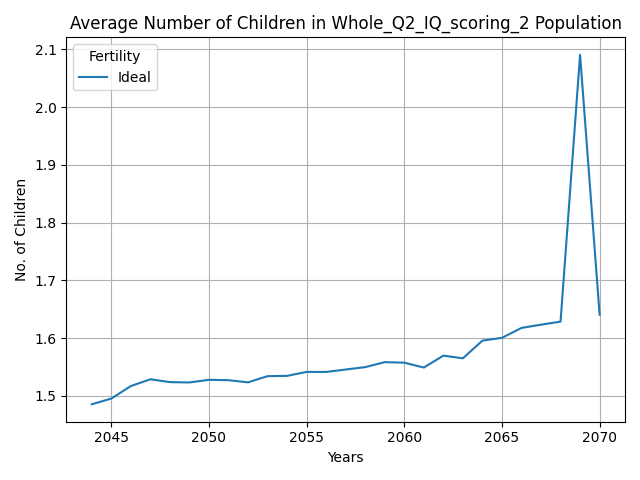 Average Number of Children in Whole_Q2_IQ_scoring_2 Population
Fertility
Ideal
No. of Children
2.1
2.0
1.9
1.8
1.7
1.6
1.5
2045 2050 2055 2060 2065 2070
Years